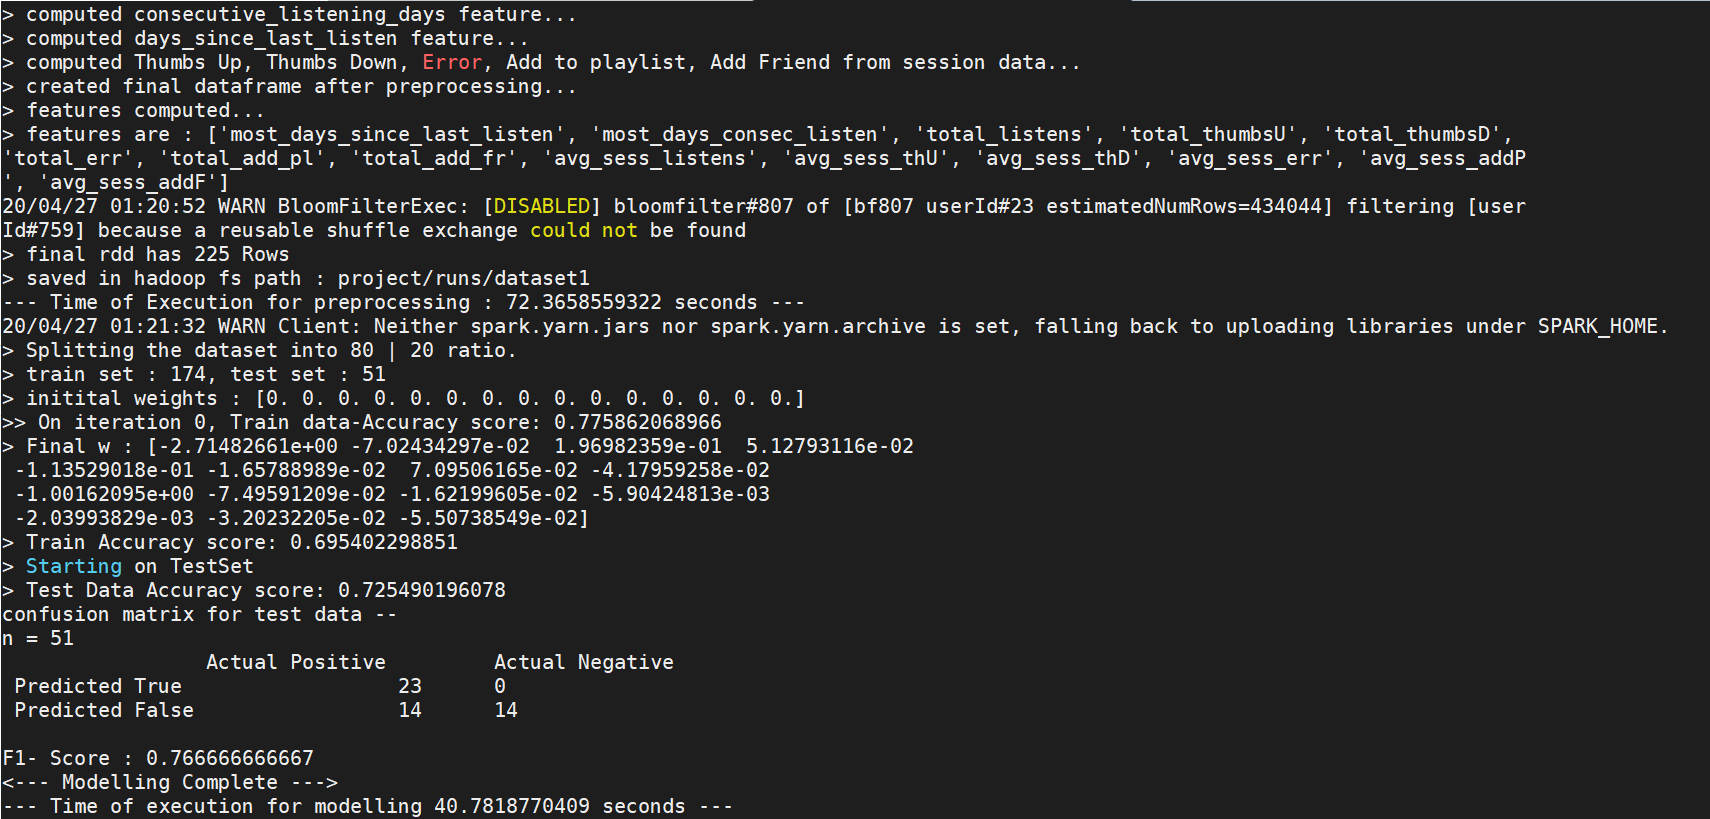 > computed consecutive_listening_days feature...
> computed days_since_last_listen feature...
> computed Thumbs Up, Thumbs Down, Error, Add to playlist, Add Friend from session data...
> created final dataframe after preprocessing...
> features computed...
> features are : ['most_days_since_last_listen', 'most_days_consec_listen', 'total_listens', 'total_thumbsU', 'total_thumbsD',
'total_err', 'total_add_pl', 'total_add_fr', 'avg_sess_listens', 'avg_sess_thU', 'avg_sess_thD', 'avg_sess_err', 'avg_sess_addP
', 'avg_sess_addF']
20/04/27 01:20:52 WARN BloomFilterExec: [DISABLED] bloomfilter#807 of [bf807 userId#23 estimatedNumRows=434044] filtering [user
Id#759] because a reusable shuffle exchange could not be found
> final rdd has 225 Rows
> saved in hadoop fs path : project/runs/dataset1
--- Time of Execution for preprocessing : 72.3658559322 seconds ---
20/04/27 01:21:32 WARN Client: Neither spark.yarn.jars nor spark.yarn.archive is set, falling back to uploading libraries under SPARK_HOME.
> Splitting the dataset into 80 | 20 ratio.
> train set : 174, test set : 51
> initital weights : [0. 0. 0. 0. 0. 0. 0. 0. 0. 0. 0. 0. 0. 0. 0.]
>> On iteration 0, Train data-Accuracy score: 0.775862068966
> Final w : [-2.71482661e+00 -7.02434297e-02  1.96982359e-01  5.12793116e-02
 -1.13529018e-01 -1.65788989e-02  7.09506165e-02 -4.17959258e-02
 -1.00162095e+00 -7.49591209e-02 -1.62199605e-02 -5.90424813e-03
 -2.03993829e-03 -3.20232205e-02 -5.50738549e-02]
> Train Accuracy score: 0.695402298851
> Starting on TestSet
> Test Data Accuracy score: 0.725490196078
confusion matrix for test data --
n = 51
Actual Positive         Actual Negative
Predicted True                  23      0
Predicted False                 14      14
F1- Score : 0.766666666667
<--- Modelling Complete --->
--- Time of execution for modelling 40.7818770409 seconds ---